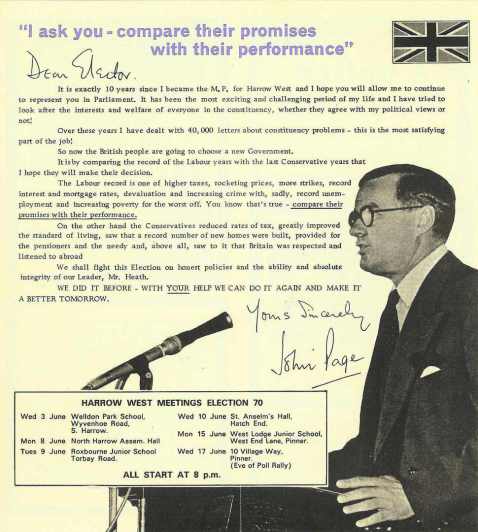 "I ask you - compare their promises
with their performance"
Dear Elector.
It is exactly 10 years since I became the M.P. for Harrow West and I hope you will allow me to continue
to represent you in Parliament. It has been the most exciting and challenging period of my life and I have tried to
look after the interests and welfare of everyone in the constituency, whether they agree with my political views or
not!
Over these years I have dealt with 40,000 letters about constituency problems - this is the most satisfying
part of the job!
So now the British people are going to choose a new Government.
It isby comparing the record of the Labour years with the last Conservative years that
I hope they will make their decision.
The Labour record is one of higher taxes, rocketing prices, more strikes, record
interest and mortgage rates, devaluation and increasing crime with, sadly, record unem-
ployment and increasing poverty for the worst off. You know that's true - compare their
promises with their performance.
On the other hand the Conservatives reduced rates of tax, greatly improved
the standard of living, saw that a record number of new homes were built, provided for
the pensioners and the needy and, above all, saw to it that Britain was respected and
listened to abroad
We shall fight this Election on honest policies and the ability and absolute
integrity of our Leader, Mr. Heath.
WE DID IT BEFORE - WITH YOUR HELP WE CAN DO IT AGAIN AND MAKE IT
A BETTER TOMORROW.
Yours Sincerely
John Page
HARROW WEST MEETINGS ELECTION 70
Wed 3 June Welldon Park School,
Wyvenhoe Road,
S. Harrow.
Mon 8 June North Harrow Assem. Hall
Tues 9 June Roxbourne Junior School
Torbay Road.
Wed 10 June St. Anselm's Hall,
Hatch End.
Mon 15 June West Lodge Junior School,
West End Lane, Pinner.
Wed 17 June 10 Village Way,
Pinner.
(Eve of Poll Rally)
ALL START AT 8 p.m.